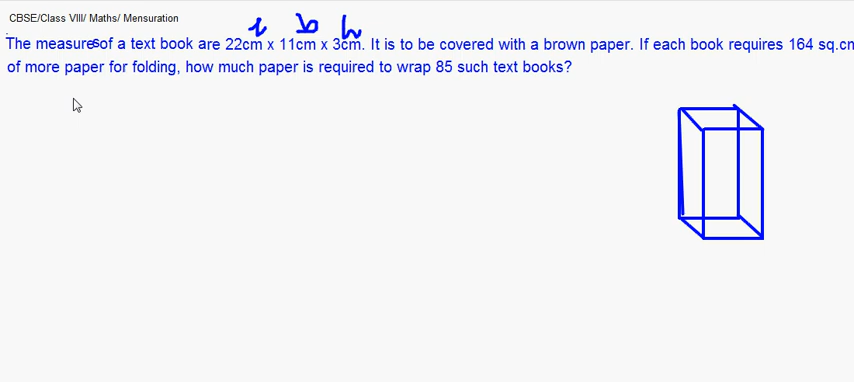 CBSE/Class VIII/ Maths/ Mensuration
l b h
The measures of a text book are 22cm x 11cm x 3cm. It is to be covered with a brown paper. If each book requires 164 sq.cm
of more paper for folding, how much paper is required to wrap 85 such text books?